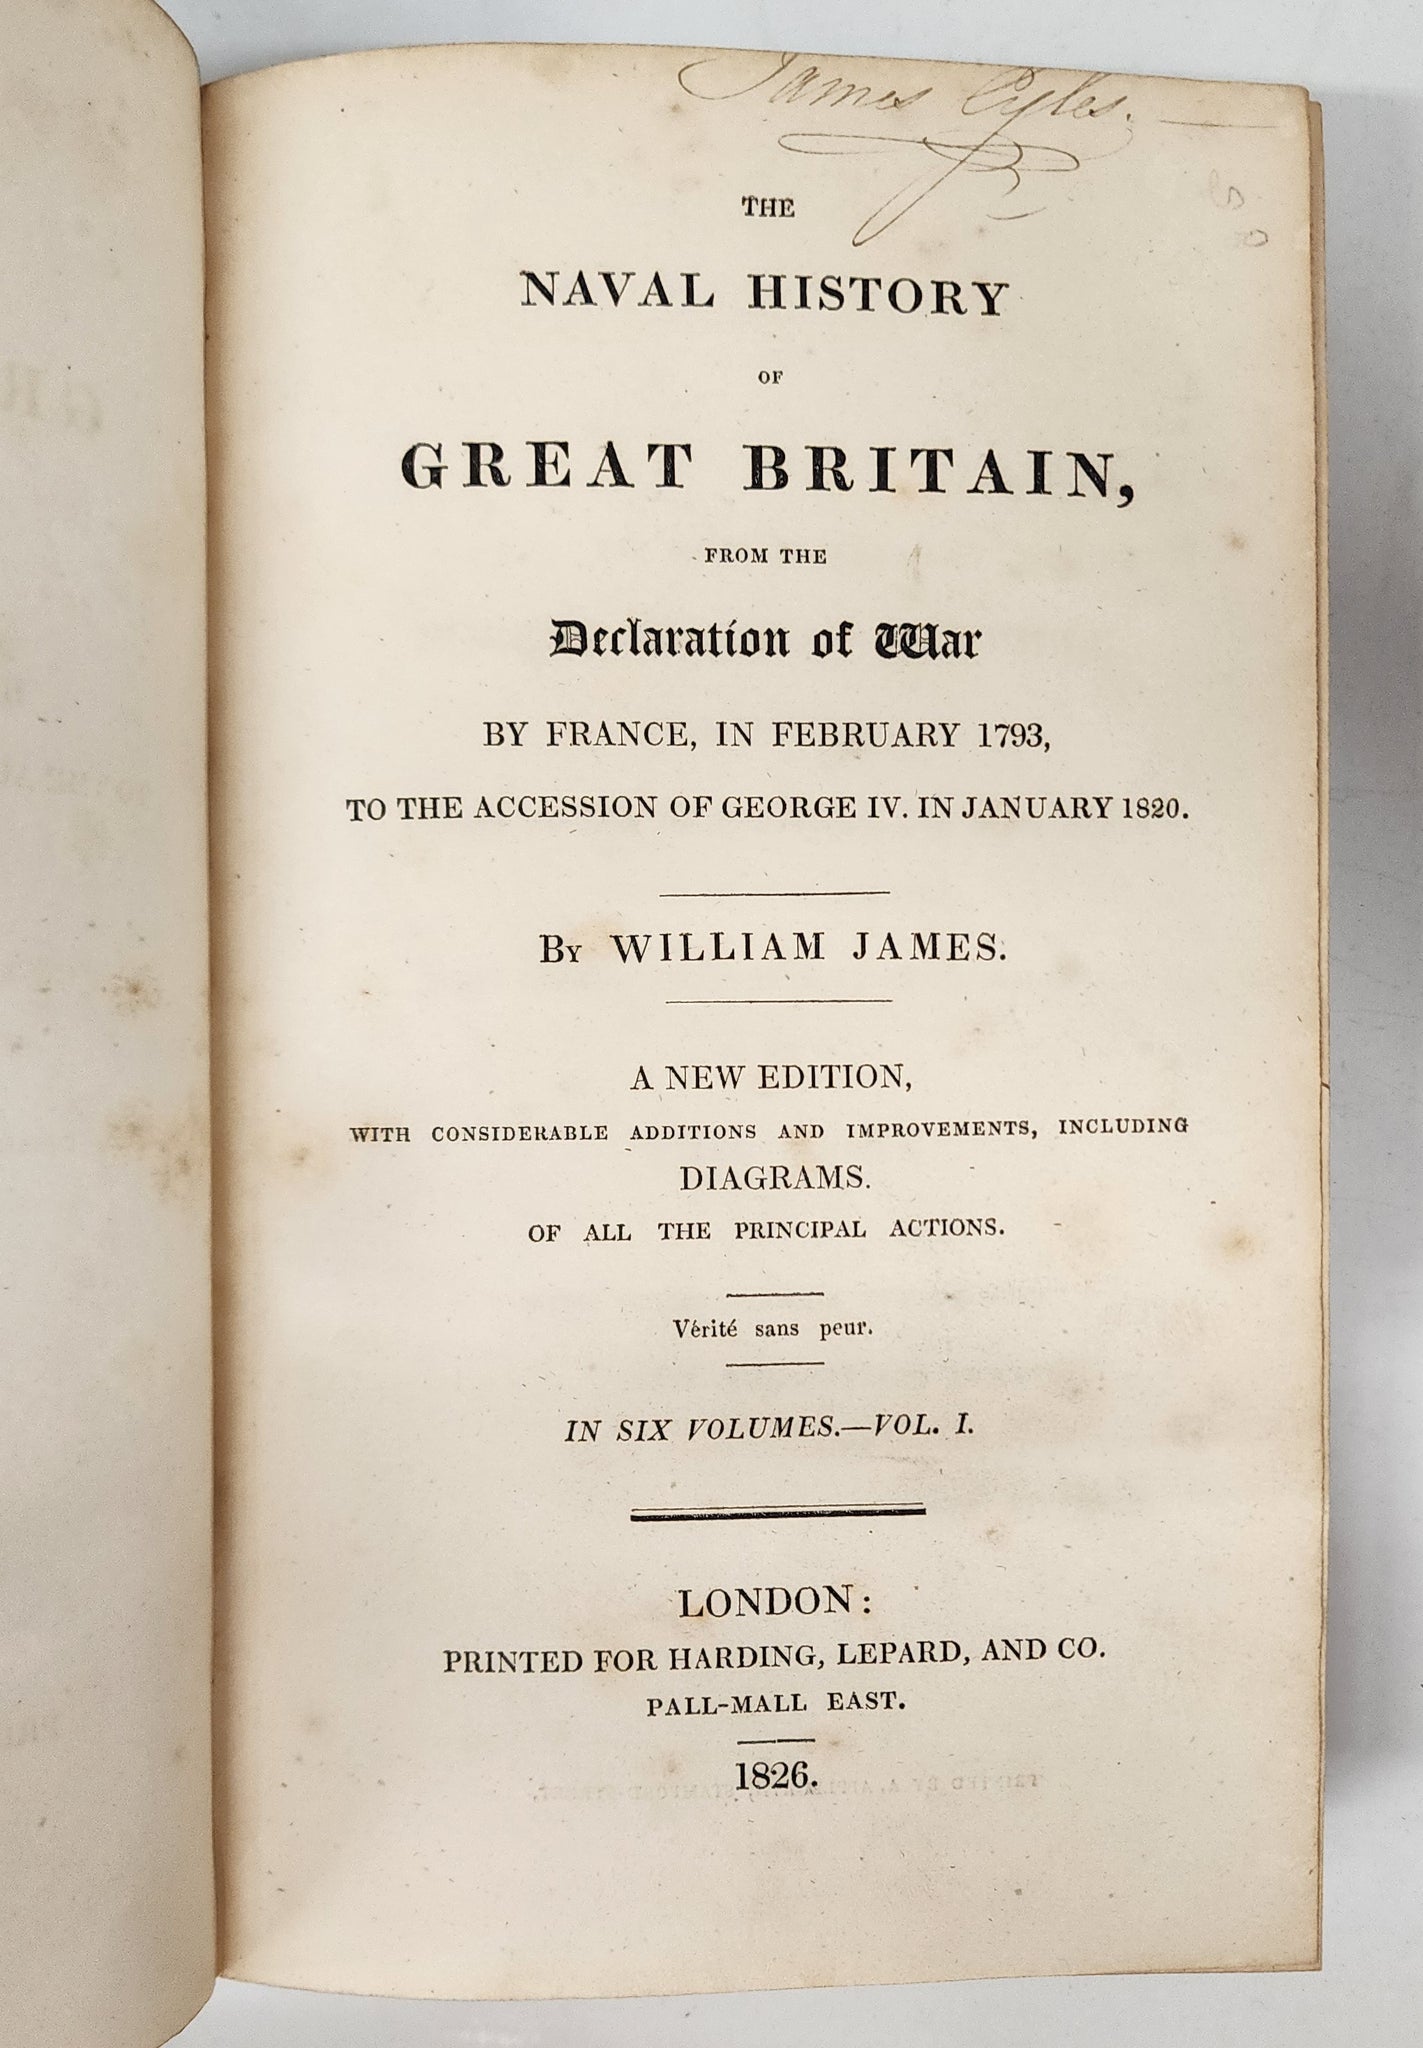 James Eyles.
THE
NAVAL HISTORY
OF
GREAT BRITAIN,
FROM THE
Declaration of War
BY FRANCE, IN FEBRUARY 1793,
TO THE ACCESSION OF GEORGE IV. IN JANUARY 1820.
By WILLIAM JAMES.
A NEW EDITION,
WITH CONSIDERABLE ADDITIONS AND IMPROVEMENTS, INCLUDING
DIAGRAMS.
OF ALL THE PRINCIPAL ACTIONS.
Vérité sans peur.
IN SIX VOLUMES.—VOL. I.
LONDON:
PRINTED FOR HARDING, LEPARD, AND CO.
PALL-MALL EAST.
1826.